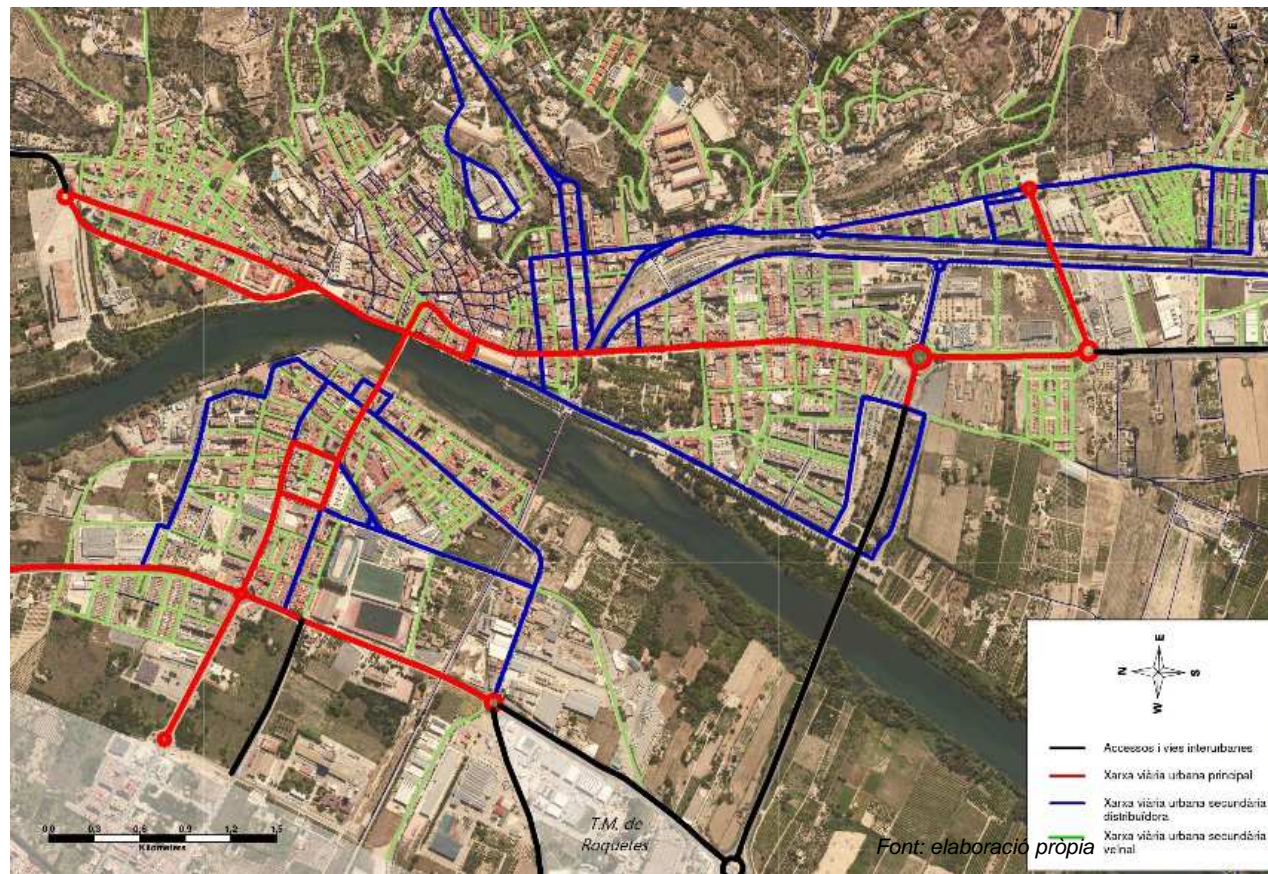 N
E
S
W
Accessos i vies interurbanes
Xarxa viària urbana principal
Xarxa viària urbana secundària
distribuïdora
Xarxa viària urbana secundària
veïnal
T.M. de
Roquetes
Font: elaboració pròpia
0,0 0,3 0,6 0,9 1,2 1,5
Kilometres